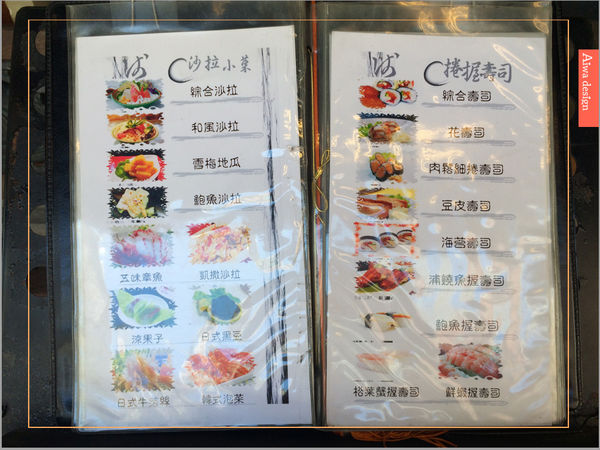 沙拉小菜
綜合沙拉
和風沙拉
雪梅地瓜
鮑魚沙拉
五味章魚 凱撒沙拉
涼果子 日式黑豆
日式牛蒡絲 韓式泡菜
捲握壽司
綜合壽司
花壽司
肉鬆細捲壽司
豆皮壽司
海苔壽司
蒲燒魚握壽司
鮑魚握壽司
松葉蟹握壽司 鮮蝦握壽司
Aiwa design